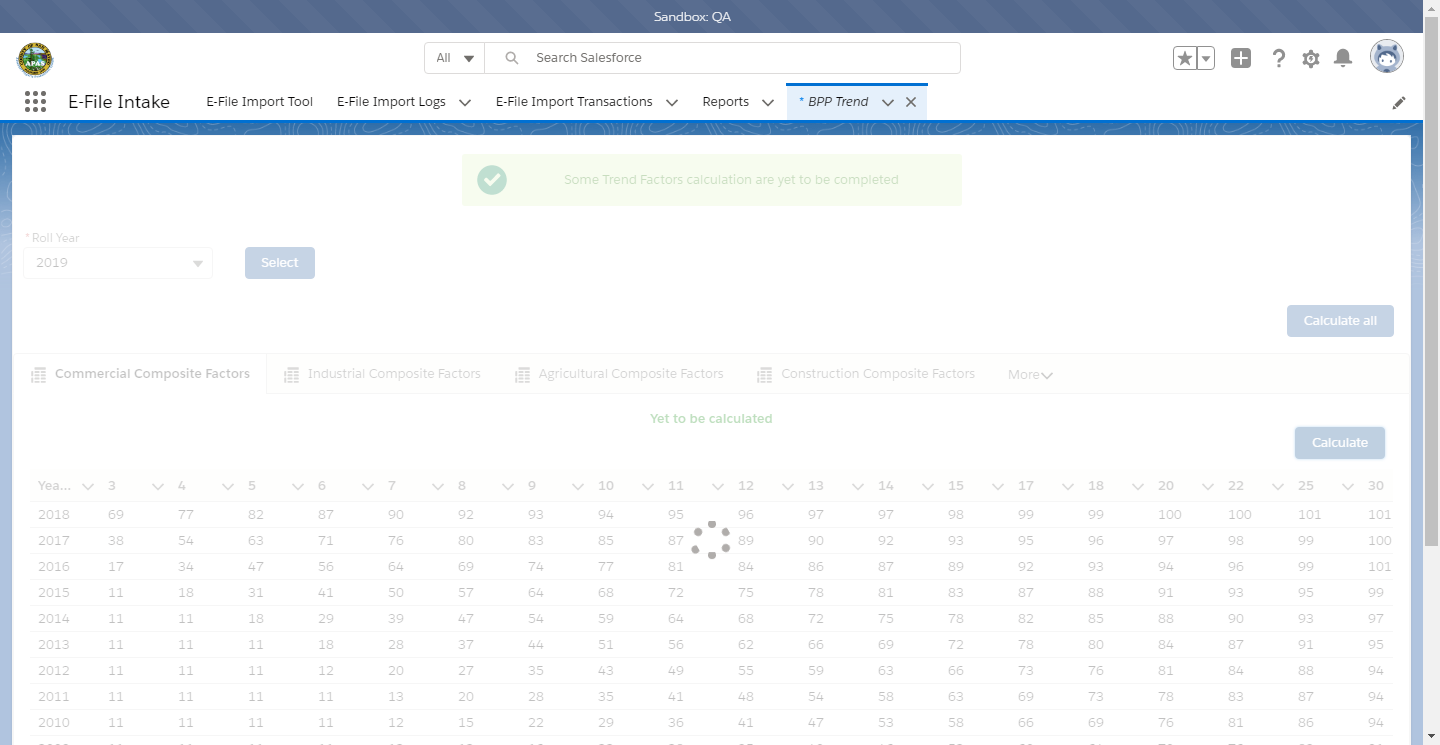 Sandbox: QA
All Search Salesforce
E-File Intake E-File Import Tool E-File Import Logs E-File Import Transactions Reports * BPP Trend
Some Trend Factors calculation are yet to be completed
* Roll Year
2019 Select
Calculate all
Commercial Composite Factors Industrial Composite Factors Agricultural Composite Factors Construction Composite Factors More
Yet to be calculated
Calculate
Yea... 3 4 5 6 7 8 9 10 11 12 13 14 15 17 18 20 22 25 30
2018 69 77 82 87 90 92 93 94 95 96 97 97 98 99 99 100 100 101 101
2017 38 54 63 71 76 80 83 85 87 89 90 92 93 95 96 97 98 99 100
2016 17 34 47 56 64 69 74 77 81 84 86 87 89 92 93 94 96 99 101
2015 11 18 31 41 50 57 64 68 72 75 78 81 83 87 88 91 93 95 99
2014 11 11 18 29 39 47 54 59 64 68 72 75 78 82 85 88 90 93 97
2013 11 11 11 18 28 37 44 51 56 62 66 69 72 78 80 84 87 91 95
2012 11 11 11 12 20 27 35 43 49 55 59 63 66 73 76 81 84 88 94
2011 11 11 11 11 13 20 28 35 41 48 54 58 63 69 73 78 83 87 94
2010 11 11 11 11 12 15 22 29 36 41 47 53 58 66 69 76 81 86 94